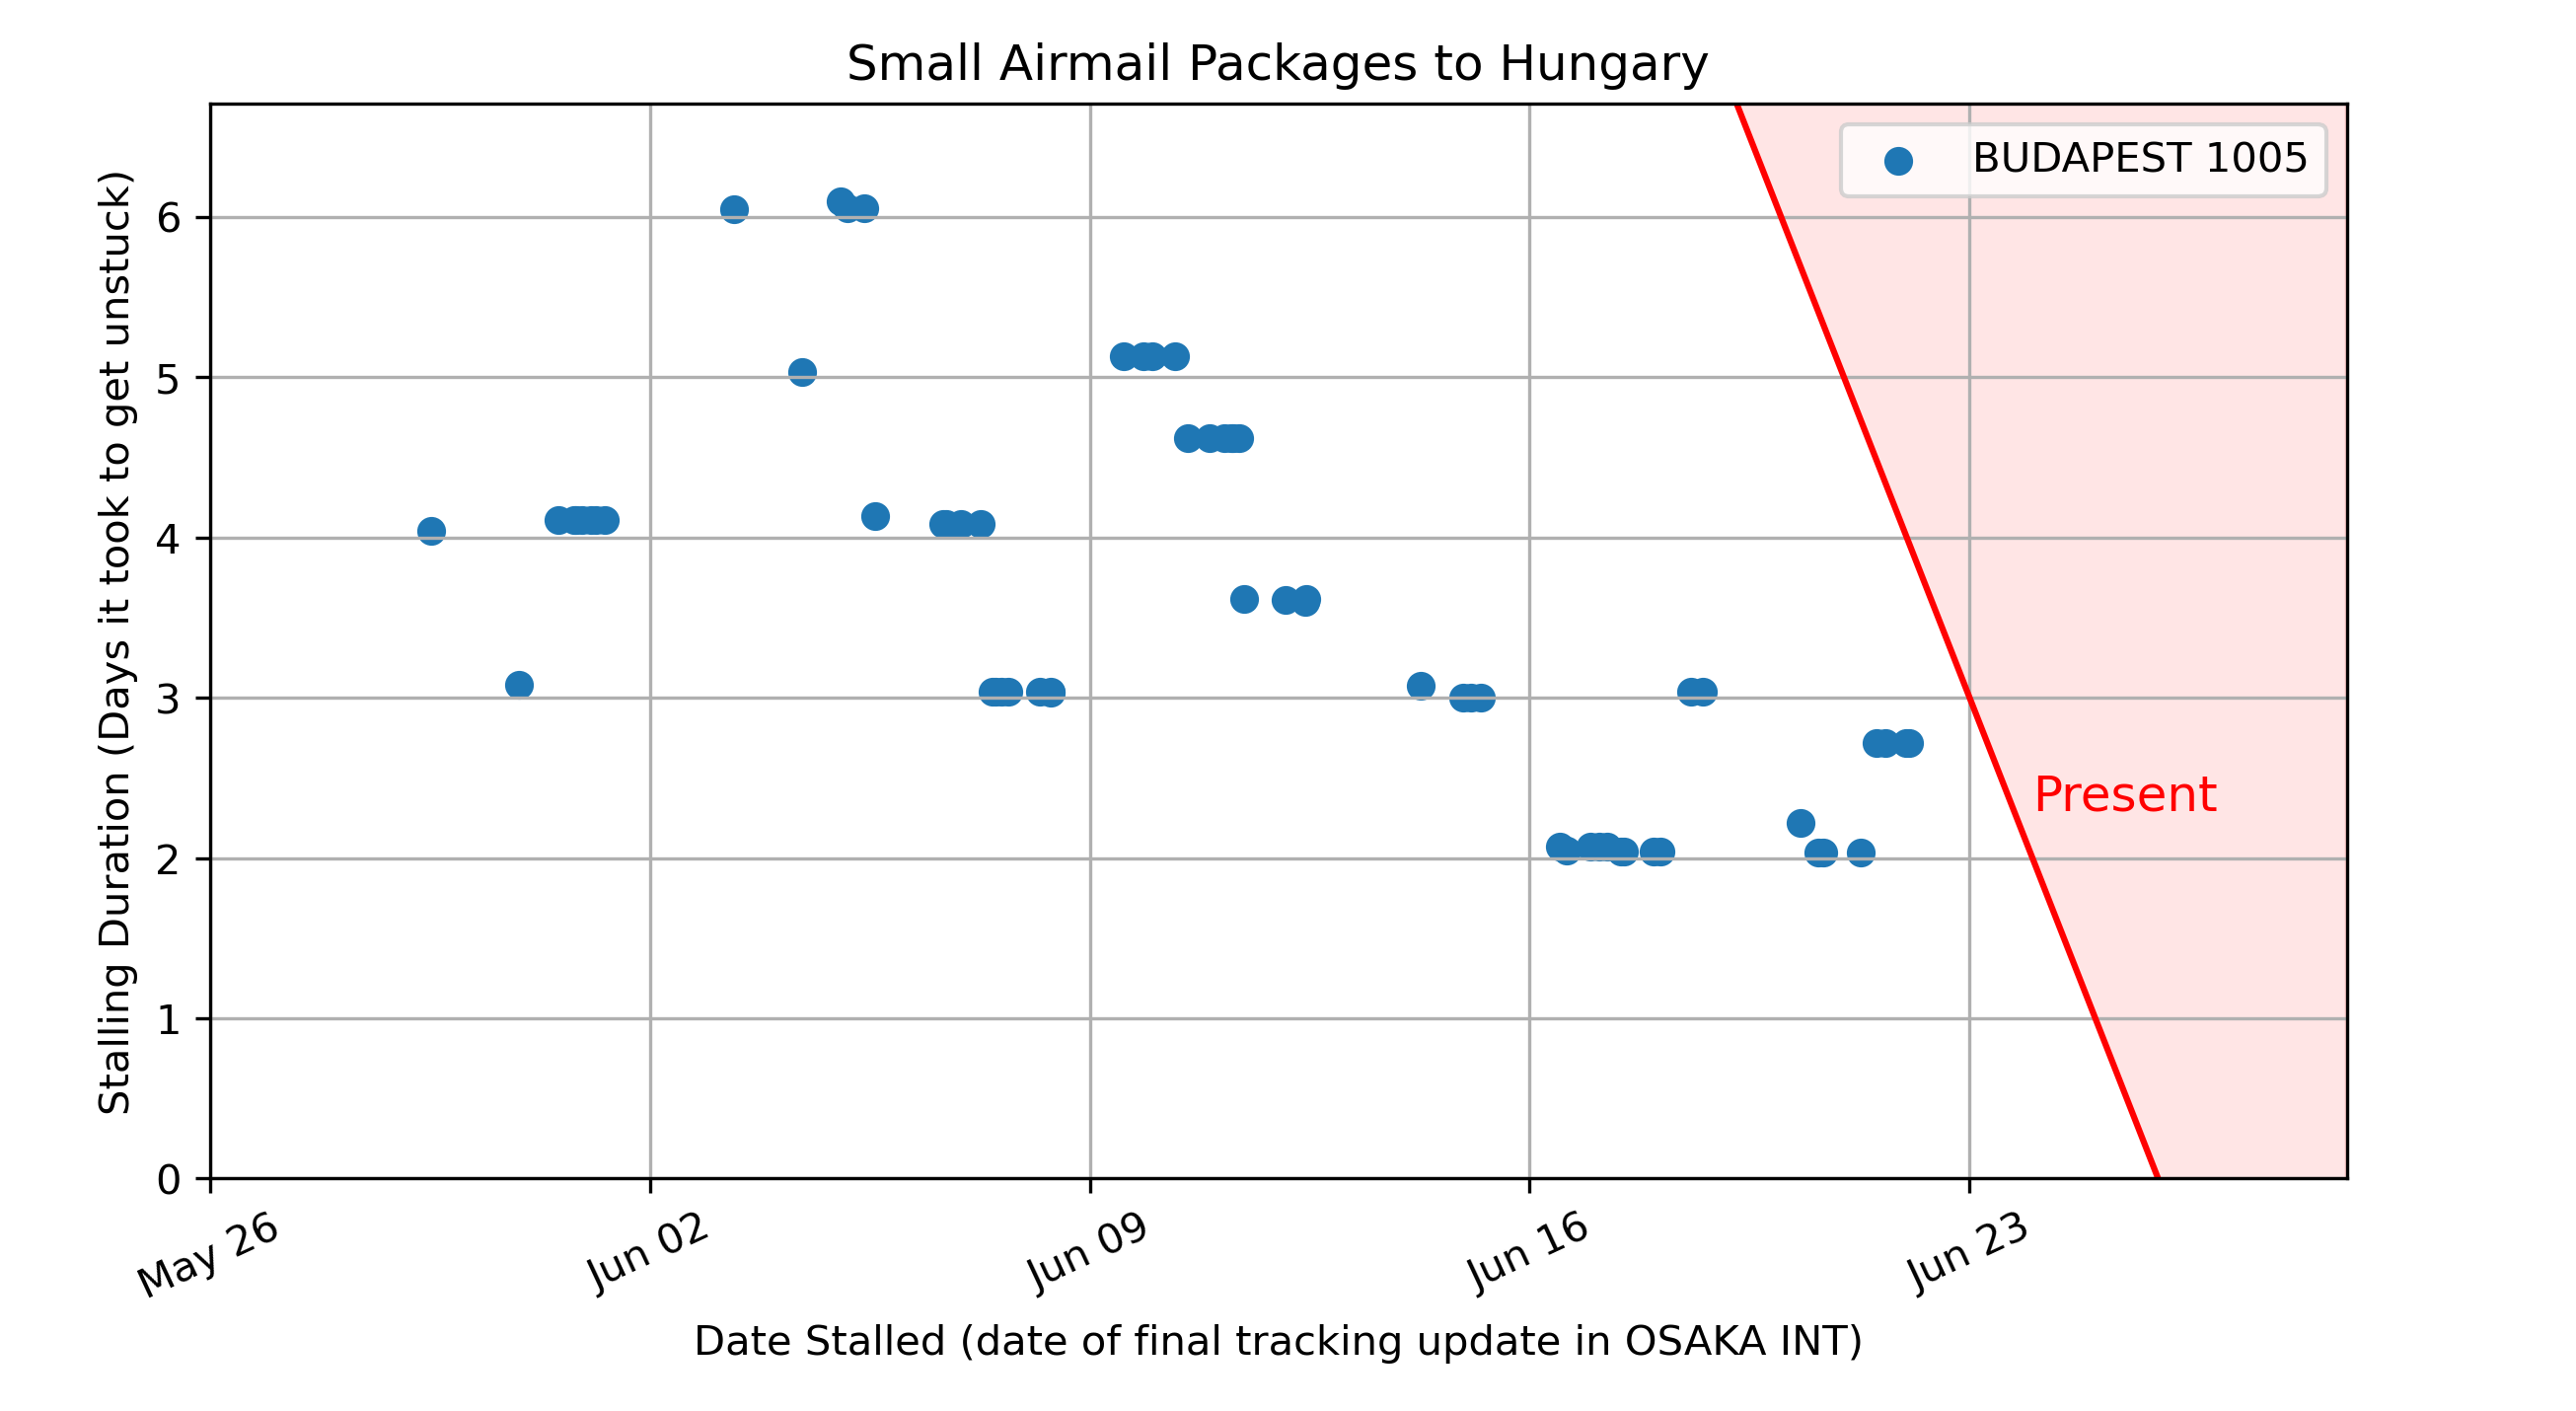 Small Airmail Packages to Hungary
BUDAPEST 1005
Stalling Duration (Days it took to get unstuck)
6
5
4
3
2
1
0
Present
May 26
Jun 02
Jun 09
Jun 16
Jun 23
Date Stalled (date of final tracking update in OSAKA INT)